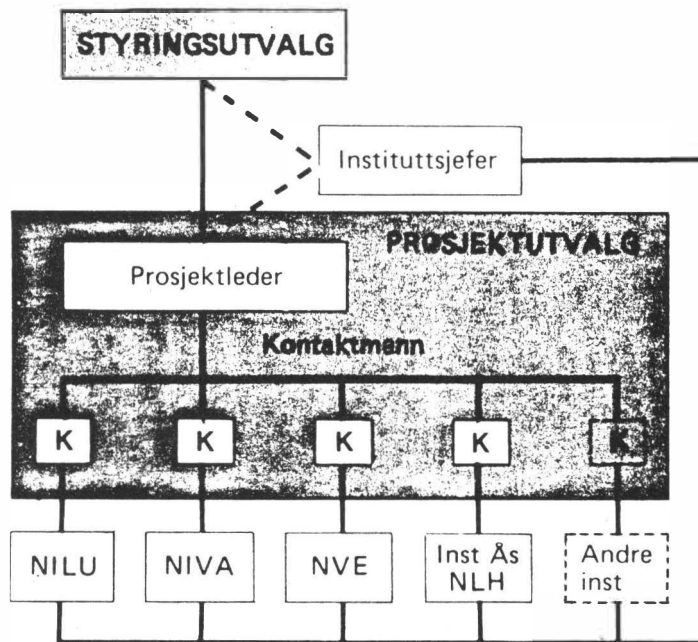 STYRINGSUTVALG
Instituttsjefer
PROSJEKTUTVALG
Prosjektleder
Kontaktmann
K K K K K
NILU NIVA NVE Inst Ås NLH Andre inst